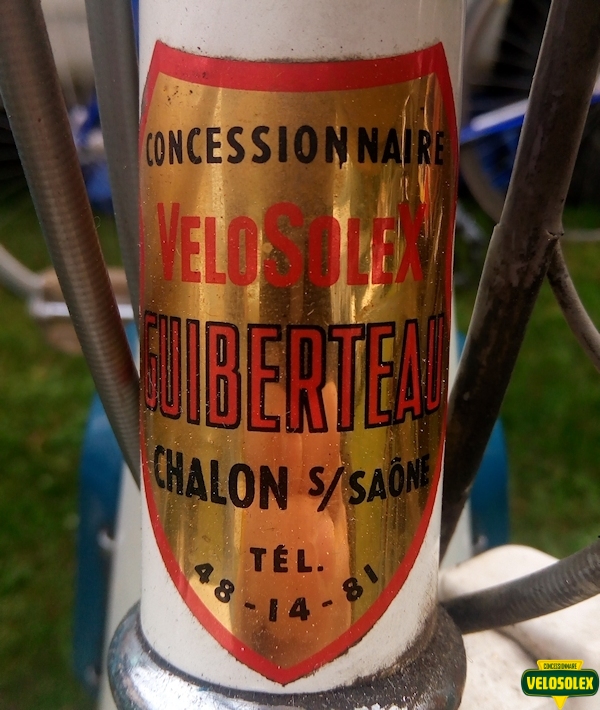 CONCESSIONNAIRE
VELOSOLEX
GUIBERTEAU
CHALON S/SAÔNE
TÉL.
48-14-81
CONCESSIONNAIRE
VELOSOLEX